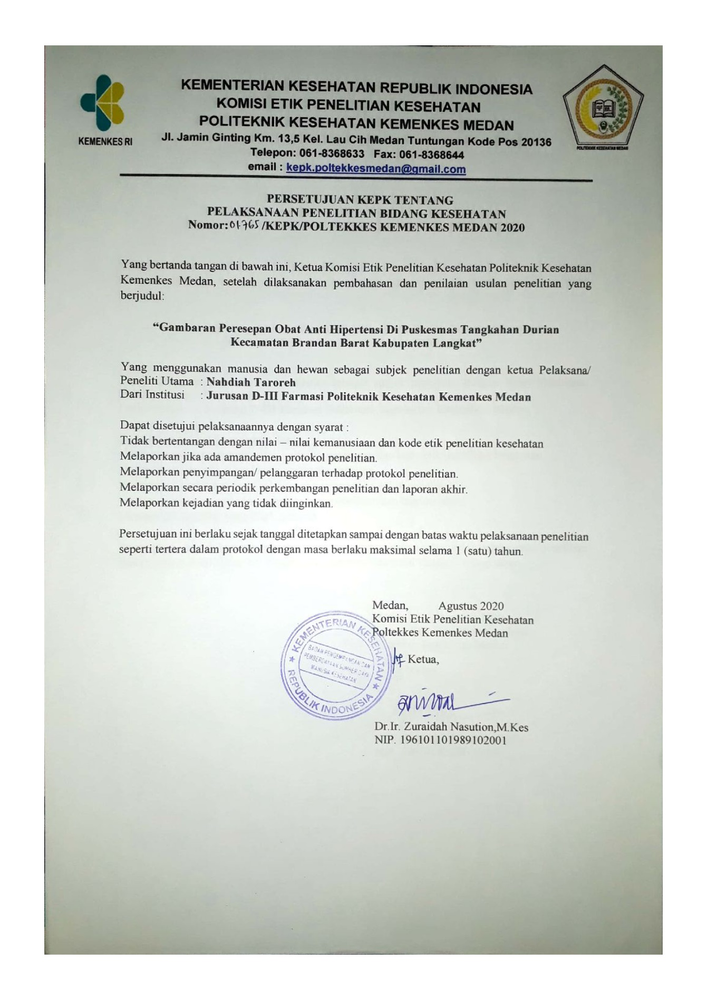 KEMENTERIAN KESEHATAN REPUBLIK INDONESIA
KOMISI ETIK PENELITIAN KESEHATAN
POLITEKNIK KESEHATAN KEMENKES MEDAN
KEMENKES RI
Jl. Jamin Ginting Km. 13,5 Kel. Lau Cih Medan Tuntungan Kode Pos 20136
POLITEKNIK KESEHATAN MEDAN
Telepon: 061-8368633 Fax: 061-8368644
email : kepk.poltekkesmedan@gmail.com
PERSETUJUAN KEPK TENTANG
PELAKSANAAN PENELITIAN BIDANG KESEHATAN
Nomor:01.765/KEPK/POLTEKKES KEMENKES MEDAN 2020
Yang bertanda tangan di bawah ini, Ketua Komisi Etik Penelitian Kesehatan Politeknik Kesehatan
Kemenkes Medan, setelah dilaksanakan pembahasan dan penilaian usulan penelitian yang
berjudul:
“Gambaran Peresepan Obat Anti Hipertensi Di Puskesmas Tangkahan Durian
Kecamatan Brandan Barat Kabupaten Langkat”
Yang menggunakan manusia dan hewan sebagai subjek penelitian dengan ketua Pelaksana/
Peneliti Utama : Nahdiah Taroreh
Dari Institusi : Jurusan D-III Farmasi Politeknik Kesehatan Kemenkes Medan
Dapat disetujui pelaksanaannya dengan syarat :
Tidak bertentangan dengan nilai – nilai kemanusiaan dan kode etik penelitian kesehatan
Melaporkan jika ada amandemen protokol penelitian.
Melaporkan penyimpangan/ pelanggaran terhadap protokol penelitian.
Melaporkan secara periodik perkembangan penelitian dan laporan akhir.
Melaporkan kejadian yang tidak diinginkan.
Persetujuan ini berlaku sejak tanggal ditetapkan sampai dengan batas waktu pelaksanaan penelitian
seperti tertera dalam protokol dengan masa berlaku maksimal selama 1 (satu) tahun.
Medan, Agustus 2020
Komisi Etik Penelitian Kesehatan
Poltekkes Kemenkes Medan
Ketua,
KEMENTERIAN KESEHATAN
BADAN PENGEMBANGAN DAN
PEMBERDAYAAN SUMBER DAYA
MANUSIA KESEHATAN
REPUBLIK INDONESIA
Dr.Ir. Zuraidah Nasution,M.Kes
NIP. 196101101989102001